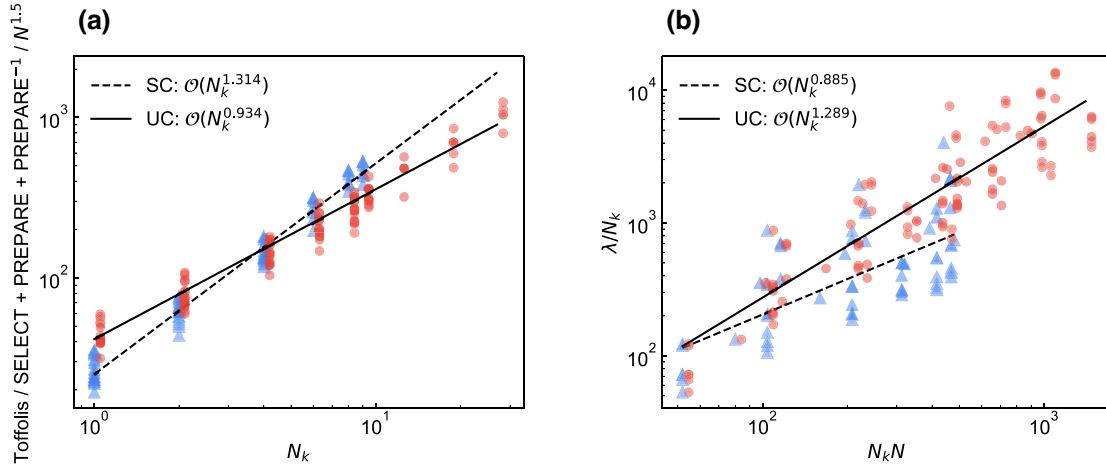 (a)
Toffolis / SELECT + PREPARE + PREPARE⁻¹ / N^1.5
SC: 𝒪(N_k^1.314)
UC: 𝒪(N_k^0.934)
10³
10²
10⁰
10¹
N_k
(b)
λ/N_k
SC: 𝒪(N_k^0.885)
UC: 𝒪(N_k^1.289)
10⁴
10³
10²
10²
10³
N_kN